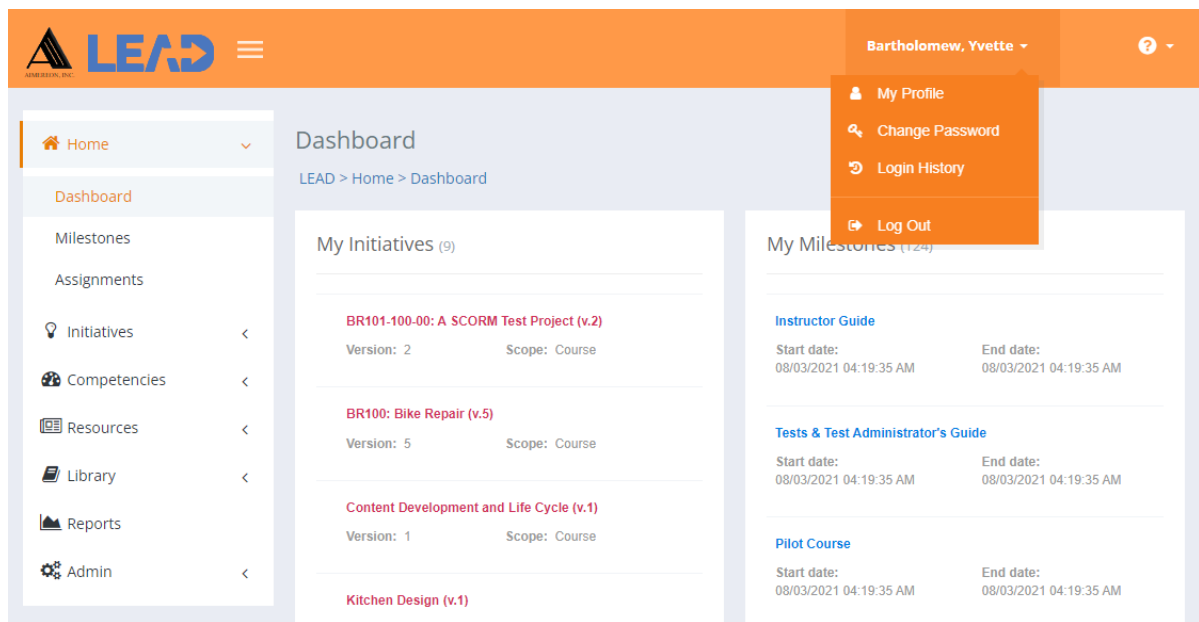 LEAD
AIMEREON, INC.
Bartholomew, Yvette
?
My Profile
Change Password
Login History
Log Out
Home
Dashboard
Milestones
Assignments
Initiatives
Competencies
Resources
Library
Reports
Admin
Dashboard
LEAD > Home > Dashboard
My Initiatives (9)
BR101-100-00: A SCORM Test Project (v.2)
Version: 2 Scope: Course
BR100: Bike Repair (v.5)
Version: 5 Scope: Course
Content Development and Life Cycle (v.1)
Version: 1 Scope: Course
Kitchen Design (v.1)
My Milestones (124)
Instructor Guide
Start date: End date:
08/03/2021 04:19:35 AM 08/03/2021 04:19:35 AM
Tests & Test Administrator's Guide
Start date: End date:
08/03/2021 04:19:35 AM 08/03/2021 04:19:35 AM
Pilot Course
Start date: End date:
08/03/2021 04:19:35 AM 08/03/2021 04:19:35 AM